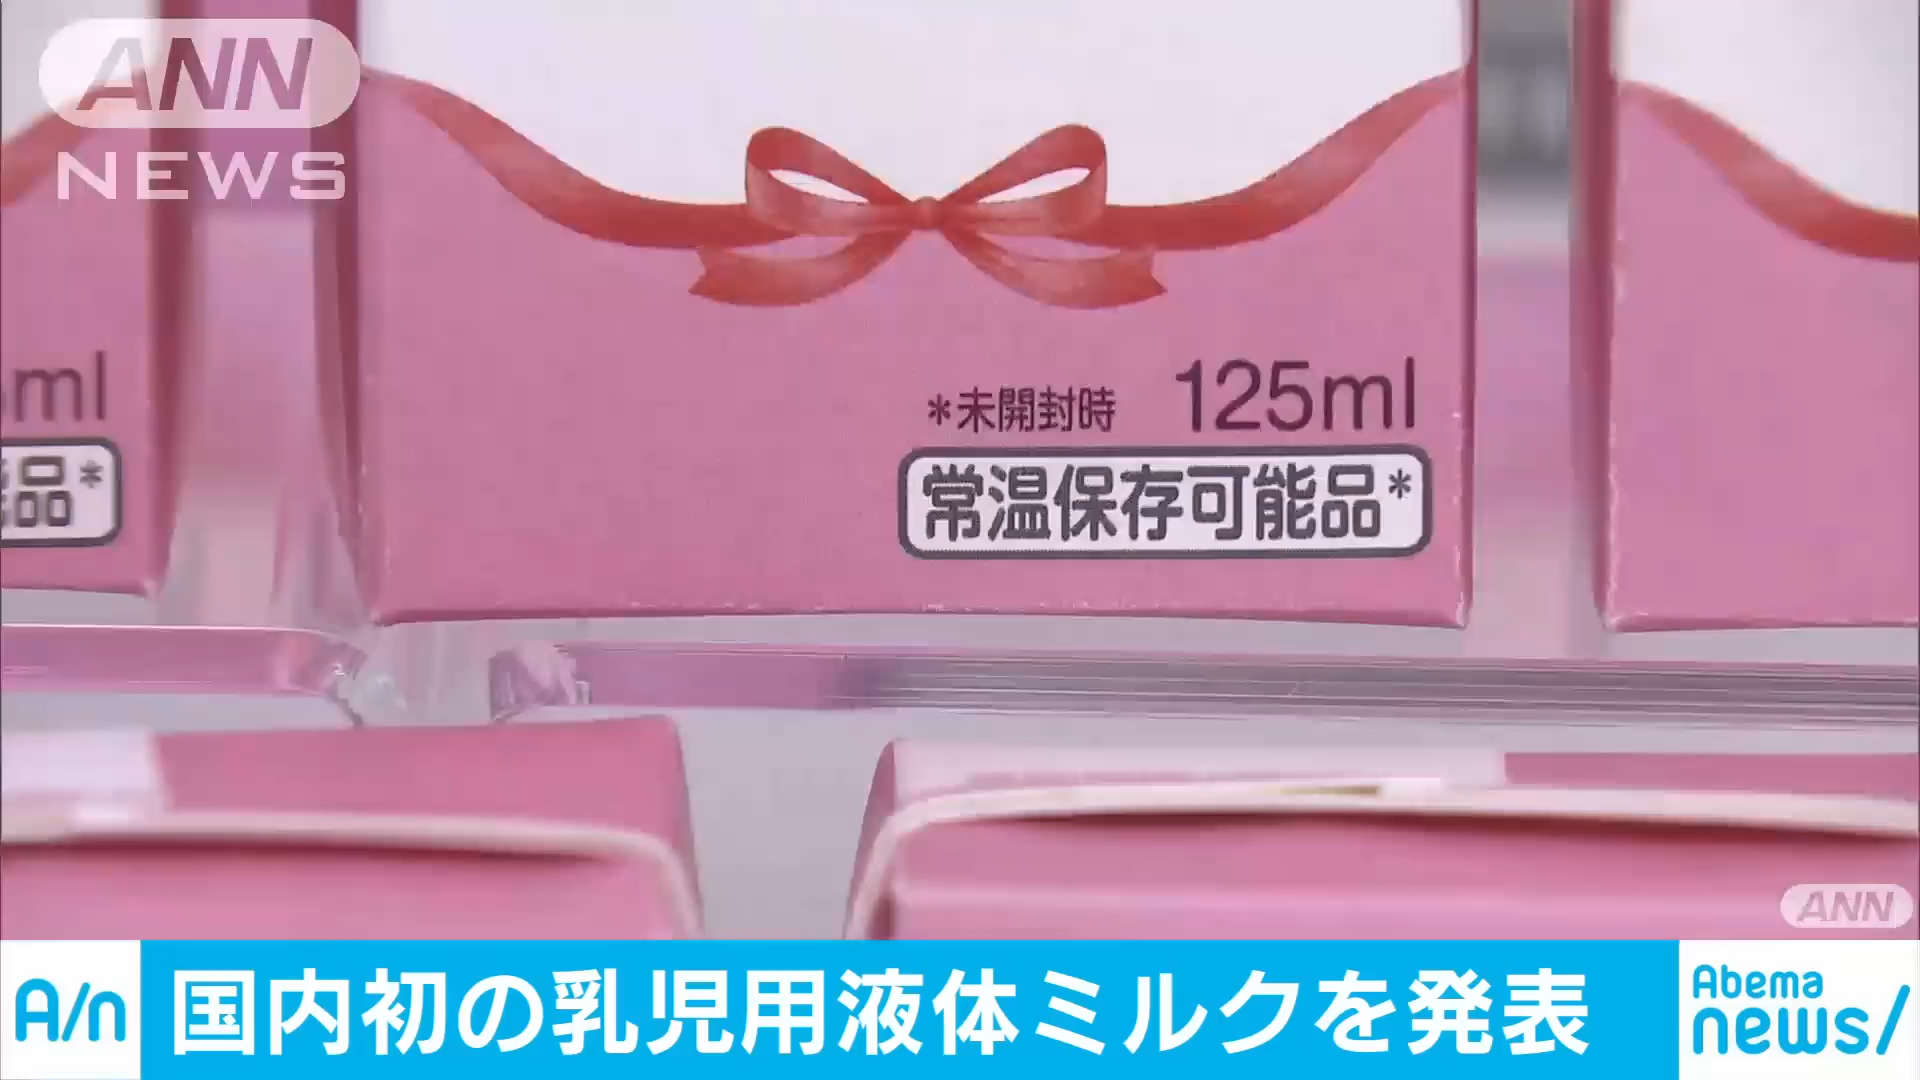 ANN
NEWS
ml
品*
*未開封時 125ml
常温保存可能品*
ANN
A/n 国内初の乳児用液体ミルクを発表 Abema
news/